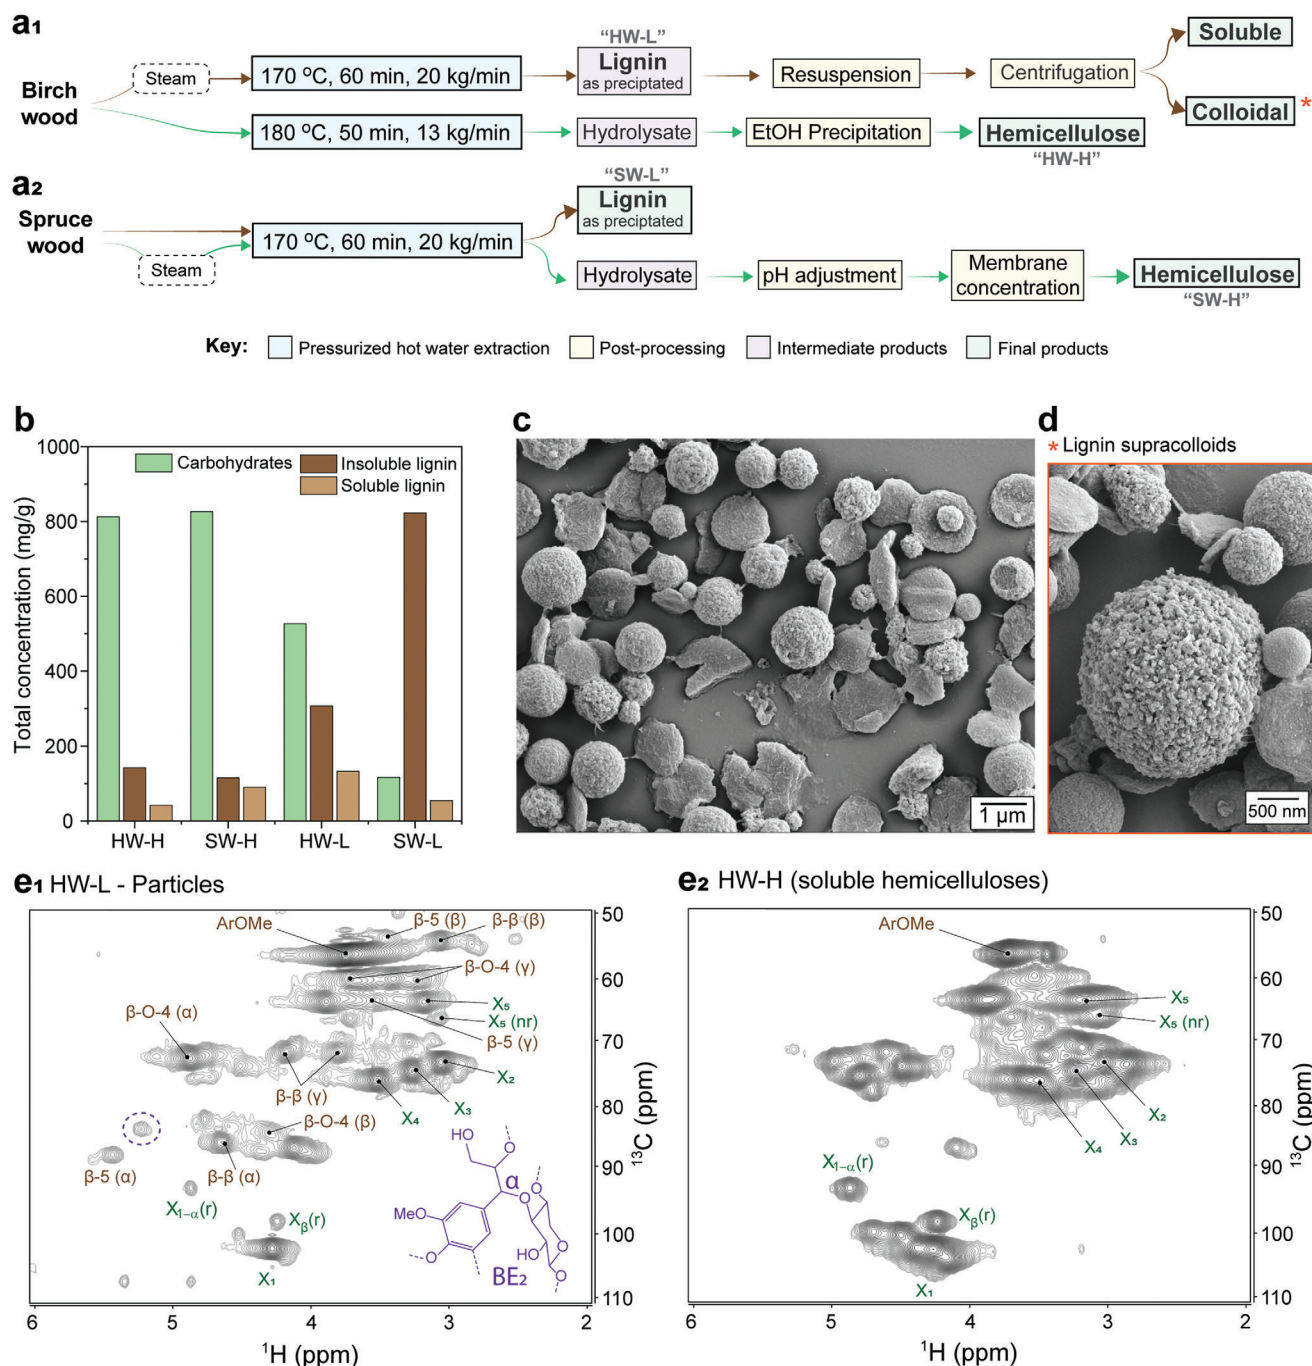 a₁
Birch
wood
Steam
170 ⁰C, 60 min, 20 kg/min
“HW-L”
Lignin
as preciptated
Resuspension
Centrifugation
Soluble
Colloidal *
180 ⁰C, 50 min, 13 kg/min
Hydrolysate
EtOH Precipitation
Hemicellulose
“HW-H”
a₂
Spruce
wood
Steam
170 ⁰C, 60 min, 20 kg/min
“SW-L”
Lignin
as preciptated
Hydrolysate
pH adjustment
Membrane
concentration
Hemicellulose
“SW-H”
Key:
Pressurized hot water extraction
Post-processing
Intermediate products
Final products
b
Total concentration (mg/g)
1000
800
600
400
200
0
Carbohydrates
Insoluble lignin
Soluble lignin
HW-H
SW-H
HW-L
SW-L
c
1 µm
d
* Lignin supracolloids
500 nm
e₁ HW-L - Particles
ArOMe
β-5 (β)
β-β (β)
β-O-4 (γ)
X₅
X₅ (nr)
β-5 (γ)
β-O-4 (α)
β-β (γ)
X₂
X₃
X₄
β-O-4 (β)
β-5 (α)
β-β (α)
X₁₋α(r)
Xᵦ(r)
X₁
HO
O
α
O
O
MeO
O
O
HO
O
BE₂
50
60
70
80
90
100
110
¹³C (ppm)
6
5
4
3
2
¹H (ppm)
e₂ HW-H (soluble hemicelluloses)
ArOMe
X₅
X₅ (nr)
X₂
X₃
X₄
X₁₋α(r)
Xᵦ(r)
X₁
50
60
70
80
90
100
110
¹³C (ppm)
6
5
4
3
2
¹H (ppm)